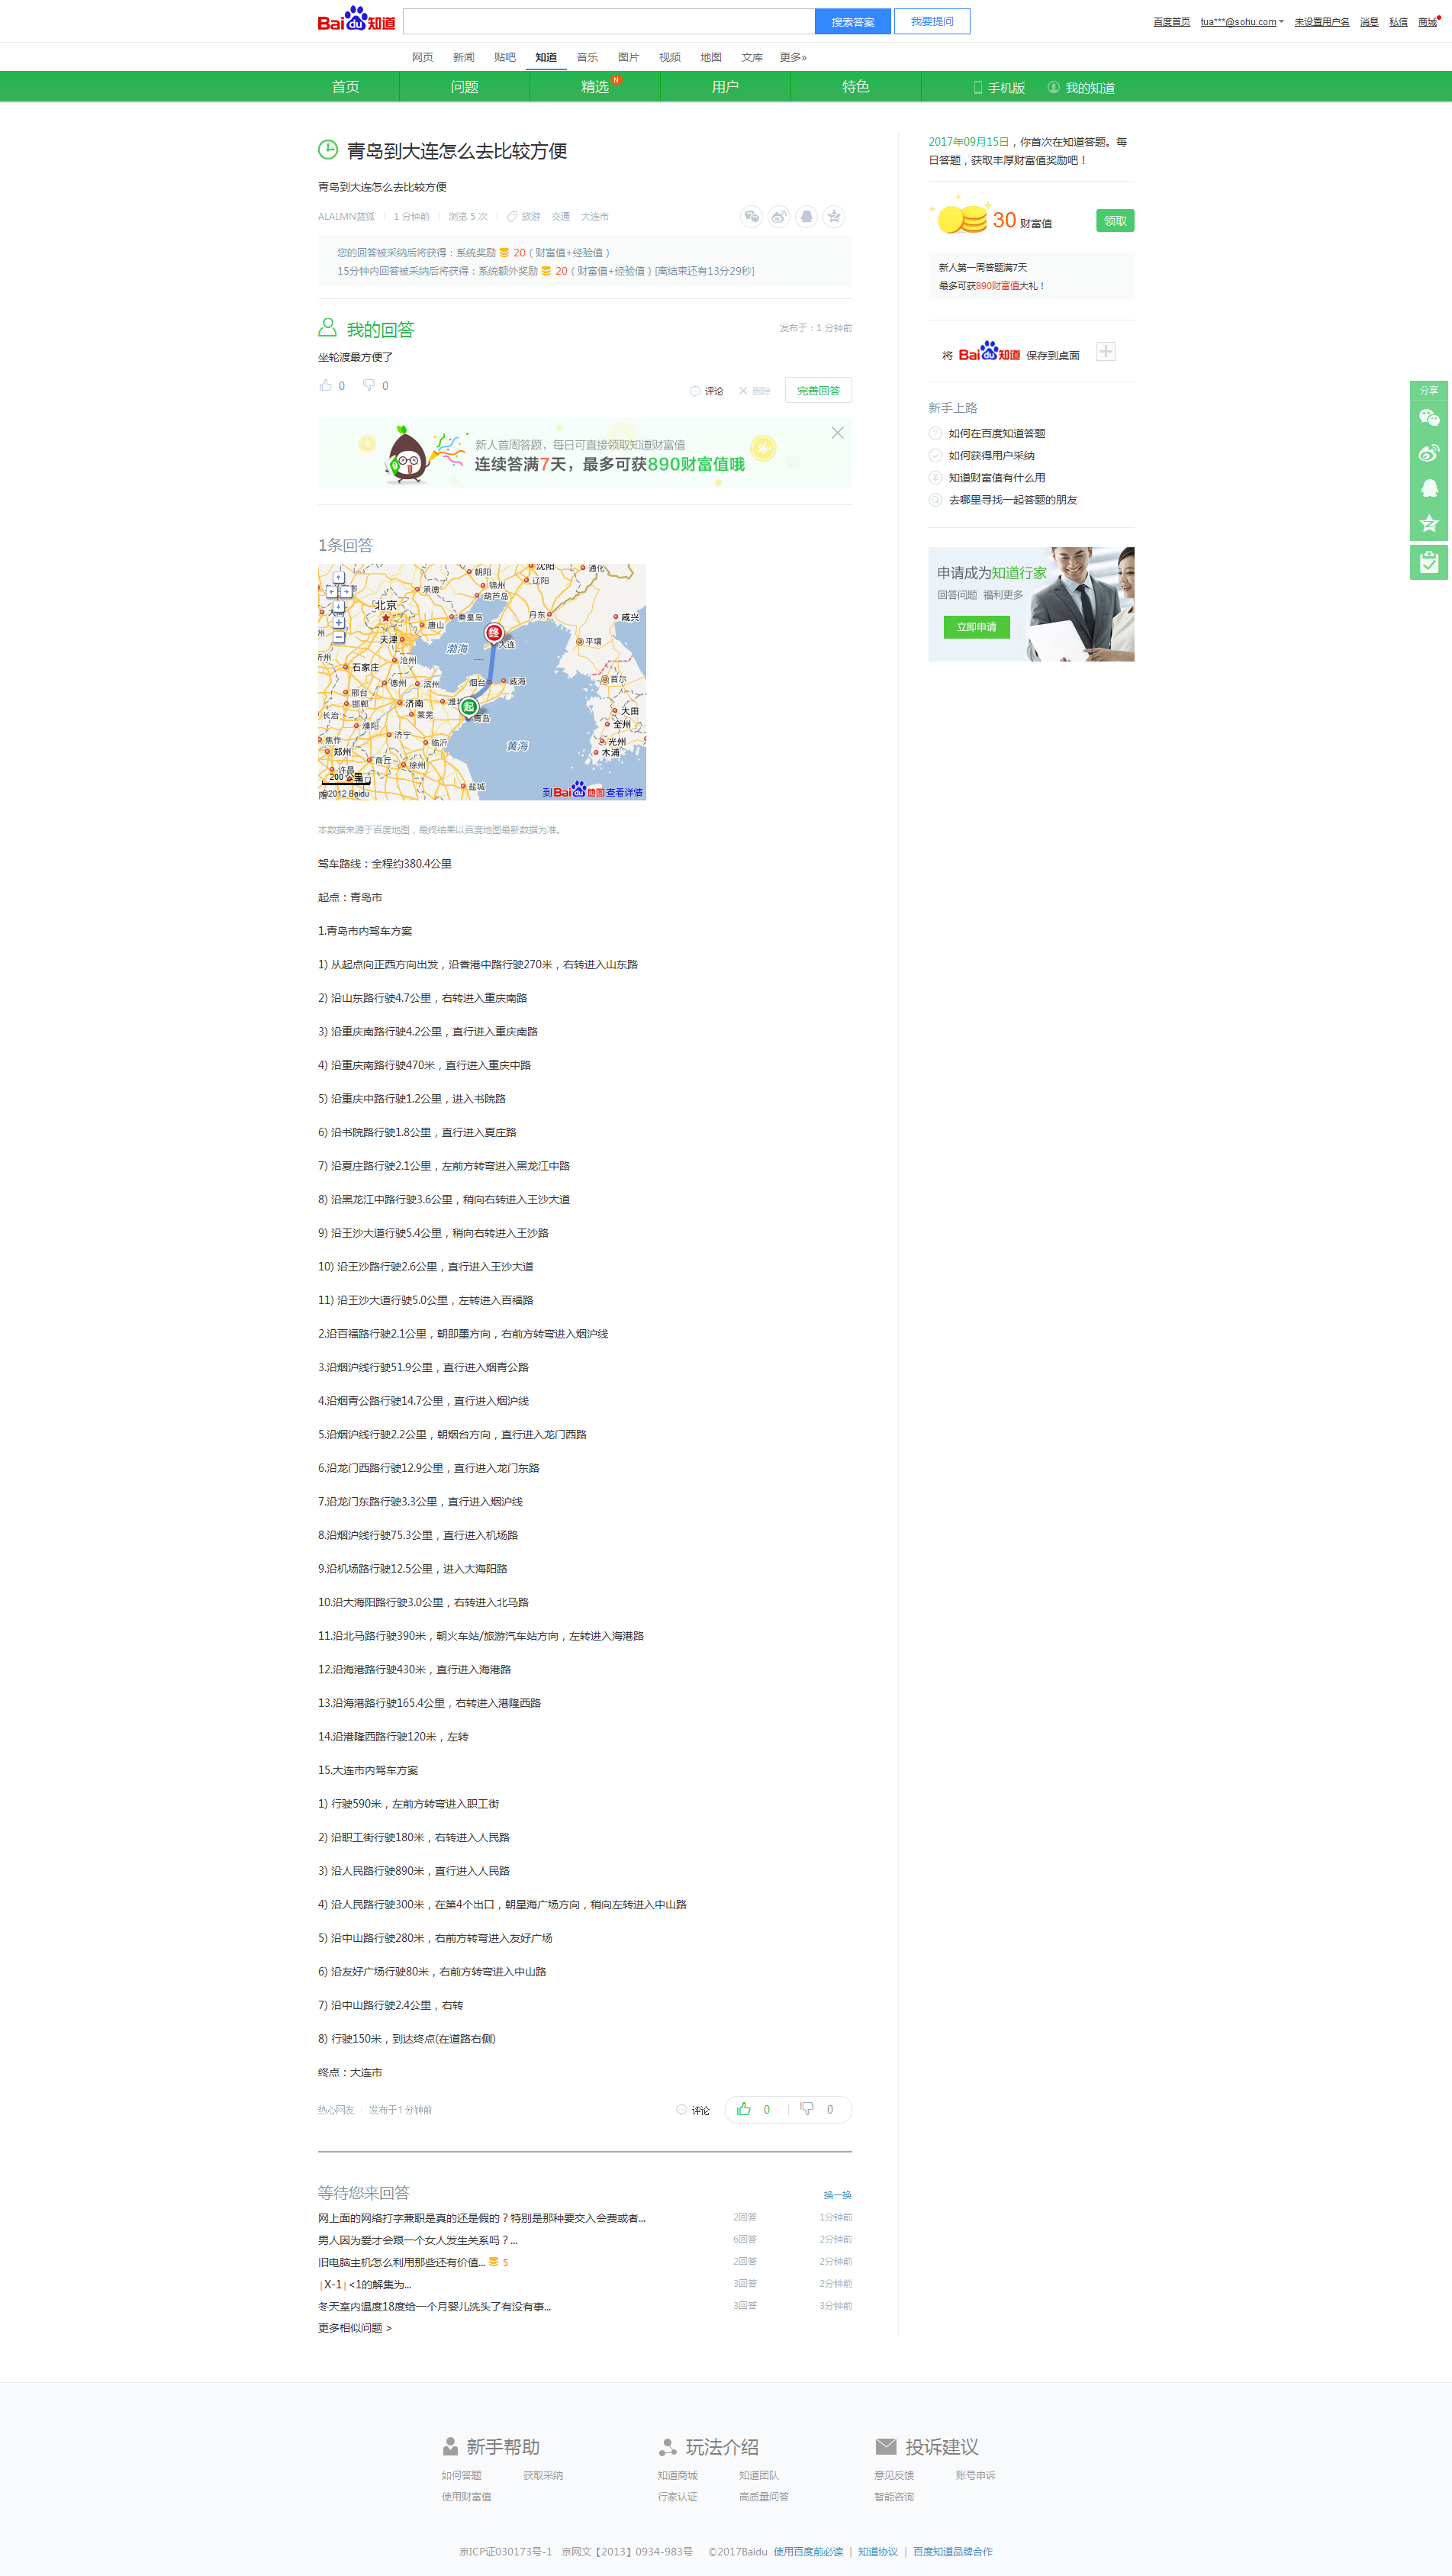 Bai du 知道
搜索答案
我要提问
百度首页 tua***@sohu.com 未设置用户名 消息 私信 商城
网页 新闻 贴吧 知道 音乐 图片 视频 地图 文库 更多»
首页 问题 精选 N 用户 特色 手机版 我的知道
青岛到大连怎么去比较方便
青岛到大连怎么去比较方便
ALALMN蓝狐 | 1 分钟前 | 浏览 5 次 | 旅游 交通 大连市
您的回答被采纳后将获得：系统奖励 20（财富值+经验值）
15分钟内回答被采纳后将获得：系统额外奖励 20（财富值+经验值）[离结束还有13分29秒]
我的回答
发布于：1 分钟前
坐轮渡最方便了
0 0
评论 删除 完善回答
新人首周答题，每日可直接领取知道财富值
连续答满7天，最多可获890财富值哦
1条回答
沈阳
通化
朝阳
辽阳
承德
锦州
葫芦岛
北京
秦皇岛
丹东
咸兴
唐山
天津
终
大连
平壤
渤海
沧州
石家庄
烟台
威海
首尔
德州
滨州
邢台
邯郸
济南
起
青岛
大田
长治
莱芜
濮阳
全州
济宁
焦作
临沂
黄海
光州
郑州
木浦
商丘
徐州
许昌
200 公里
盐城
©2012 Baidu
到Bai du 地图查看详情
本数据来源于百度地图，最终结果以百度地图最新数据为准。
驾车路线：全程约380.4公里
起点：青岛市
1.青岛市内驾车方案
1) 从起点向正西方向出发，沿香港中路行驶270米，右转进入山东路
2) 沿山东路行驶4.7公里，右转进入重庆南路
3) 沿重庆南路行驶4.2公里，直行进入重庆南路
4) 沿重庆南路行驶470米，直行进入重庆中路
5) 沿重庆中路行驶1.2公里，进入书院路
6) 沿书院路行驶1.8公里，直行进入夏庄路
7) 沿夏庄路行驶2.1公里，左前方转弯进入黑龙江中路
8) 沿黑龙江中路行驶3.6公里，稍向右转进入王沙大道
9) 沿王沙大道行驶5.4公里，稍向右转进入王沙路
10) 沿王沙路行驶2.6公里，直行进入王沙大道
11) 沿王沙大道行驶5.0公里，左转进入百福路
2.沿百福路行驶2.1公里，朝即墨方向，右前方转弯进入烟沪线
3.沿烟沪线行驶51.9公里，直行进入烟青公路
4.沿烟青公路行驶14.7公里，直行进入烟沪线
5.沿烟沪线行驶2.2公里，朝烟台方向，直行进入龙门西路
6.沿龙门西路行驶12.9公里，直行进入龙门东路
7.沿龙门东路行驶3.3公里，直行进入烟沪线
8.沿烟沪线行驶75.3公里，直行进入机场路
9.沿机场路行驶12.5公里，进入大海阳路
10.沿大海阳路行驶3.0公里，右转进入北马路
11.沿北马路行驶390米，朝火车站/旅游汽车站方向，左转进入海港路
12.沿海港路行驶430米，直行进入海港路
13.沿海港路行驶165.4公里，右转进入港隆西路
14.沿港隆西路行驶120米，左转
15.大连市内驾车方案
1) 行驶590米，左前方转弯进入职工街
2) 沿职工街行驶180米，右转进入人民路
3) 沿人民路行驶890米，直行进入人民路
4) 沿人民路行驶300米，在第4个出口，朝星海广场方向，稍向左转进入中山路
5) 沿中山路行驶280米，右前方转弯进入友好广场
6) 沿友好广场行驶80米，右前方转弯进入中山路
7) 沿中山路行驶2.4公里，右转
8) 行驶150米，到达终点(在道路右侧)
终点：大连市
热心网友 | 发布于1 分钟前
评论 0 | 0
等待您来回答
换一换
网上面的网络打字兼职是真的还是假的？特别是那种要交入会费或者... 2回答 1分钟前
男人因为爱才会跟一个女人发生关系吗？... 6回答 2分钟前
旧电脑主机怎么利用那些还有价值... 5 2回答 2分钟前
|X-1|<1的解集为... 3回答 2分钟前
冬天室内温度18度给一个月婴儿洗头了有没有事... 3回答 3分钟前
更多相似问题 >
2017年09月15日，你首次在知道答题。每
日答题，获取丰厚财富值奖励吧！
30 财富值 领取
新人第一周答题满7天
最多可获890财富值大礼！
将 Bai du 知道 保存到桌面
新手上路
如何在百度知道答题
如何获得用户采纳
知道财富值有什么用
去哪里寻找一起答题的朋友
申请成为知道行家
回答问题 福利更多
立即申请
分享
新手帮助 玩法介绍 投诉建议
如何答题 获取采纳 知道商城 知道团队 意见反馈 账号申诉
使用财富值 行家认证 高质量问答 智能咨询
京ICP证030173号-1 京网文【2013】0934-983号 ©2017Baidu 使用百度前必读 | 知道协议 | 百度知道品牌合作